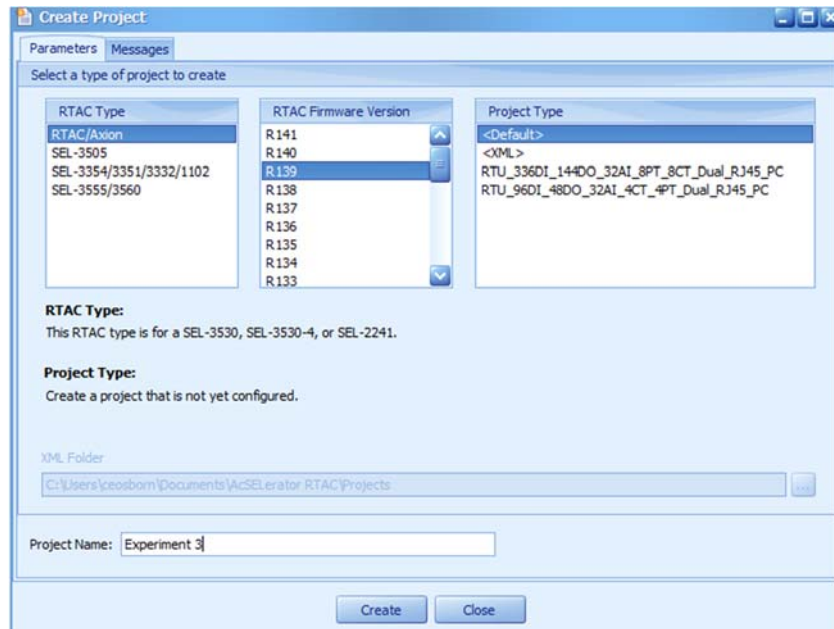 Create Project
Parameters Messages
Select a type of project to create
RTAC Type
RTAC/Axion
SEL-3505
SEL-3354/3351/3332/1102
SEL-3555/3560
RTAC Firmware Version
R141
R140
R139
R138
R137
R136
R135
R134
R133
Project Type
<Default>
<XML>
RTU_336DI_144DO_32AI_8PT_8CT_Dual_RJ45_PC
RTU_96DI_48DO_32AI_4CT_4PT_Dual_RJ45_PC
RTAC Type:
This RTAC type is for a SEL-3530, SEL-3530-4, or SEL-2241.
Project Type:
Create a project that is not yet configured.
XML Folder
C:\Users\ceosborn\Documents\AcSELerator RTAC\Projects
...
Project Name: Experiment 3
Create Close